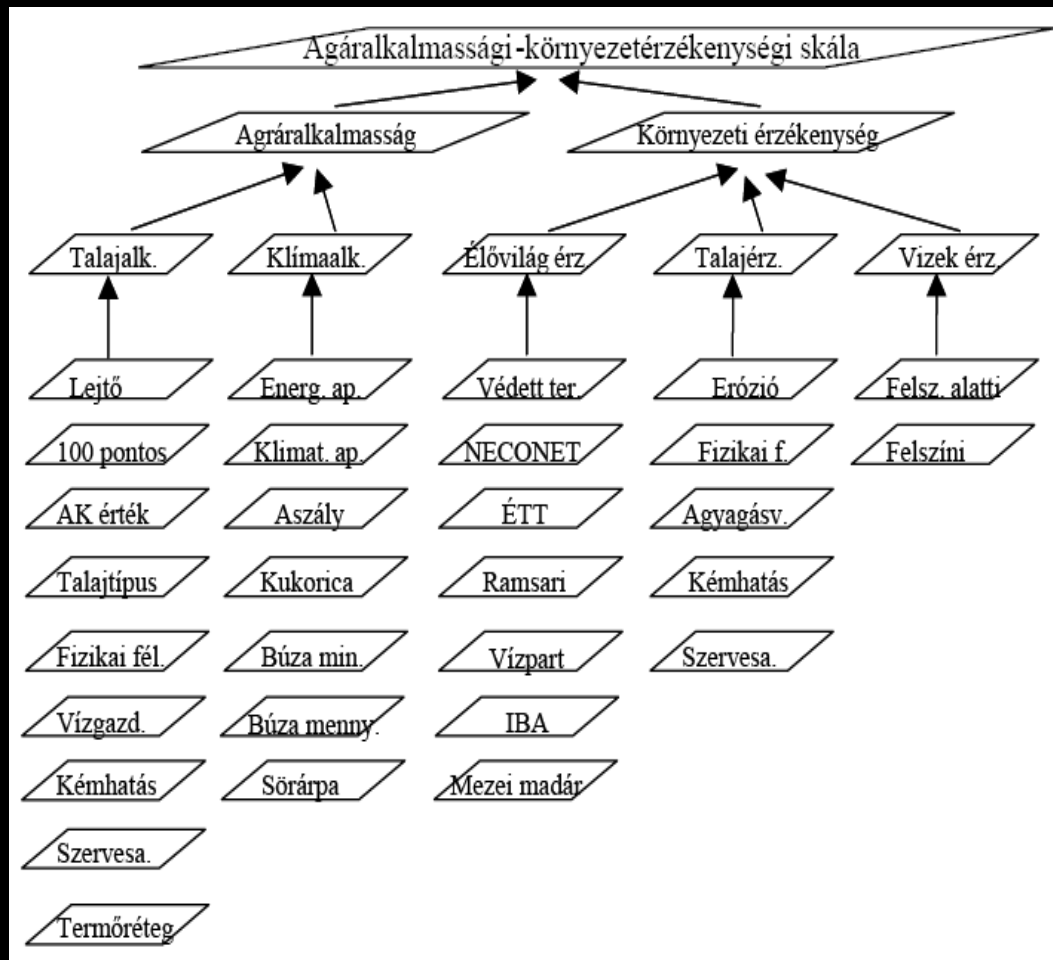 Agáralkalmassági-környezetérzékenységi skála
Agráralkalmasság
Környezeti érzékenység
Talajalk.
Klímaalk.
Élővilág érz
Talajérz.
Vizek érz.
Lejtő
Energ. ap.
Védett ter.
Erózió
Felsz. alatti
100 pontos
Klimat. ap.
NECONET
Fizikai f.
Felszíni
AK érték
Aszály
ÉTT
Agyagásv.
Talajtípus
Kukorica
Ramsari
Kémhatás
Fizikai fél.
Búza min.
Vízpart
Szervesa.
Vízgazd.
Búza menny.
IBA
Kémhatás
Sörárpa
Mezei madár
Szervesa.
Termőréteg